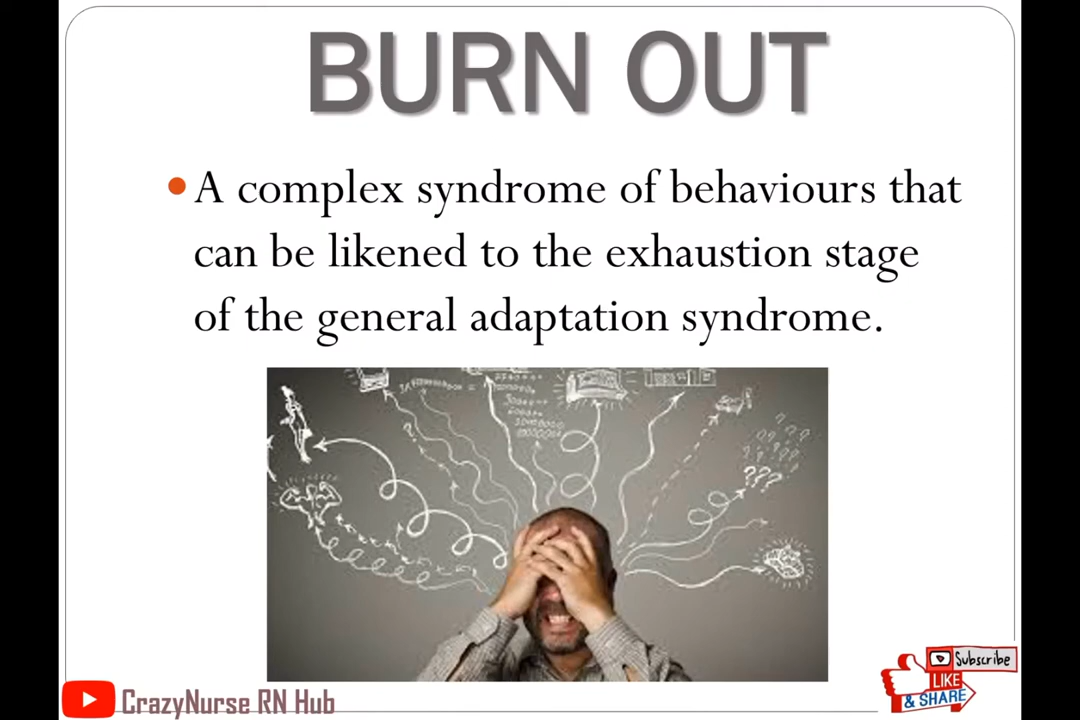 BURN OUT
• A complex syndrome of behaviours that
can be likened to the exhaustion stage
of the general adaptation syndrome.
???
CrazyNurse RN Hub
Subscribe
LIKE
& SHARE